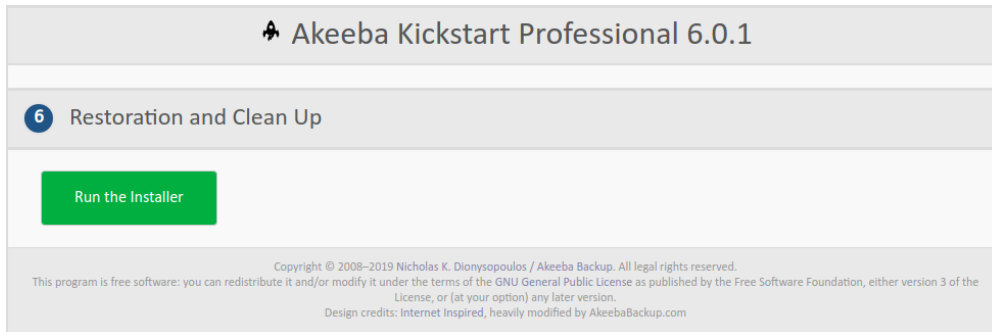 Akeeba Kickstart Professional 6.0.1
6 Restoration and Clean Up
Run the Installer
Copyright © 2008–2019 Nicholas K. Dionysopoulos / Akeeba Backup. All legal rights reserved.
This program is free software: you can redistribute it and/or modify it under the terms of the GNU General Public License as published by the Free Software Foundation, either version 3 of the
License, or (at your option) any later version.
Design credits: Internet Inspired, heavily modified by AkeebaBackup.com